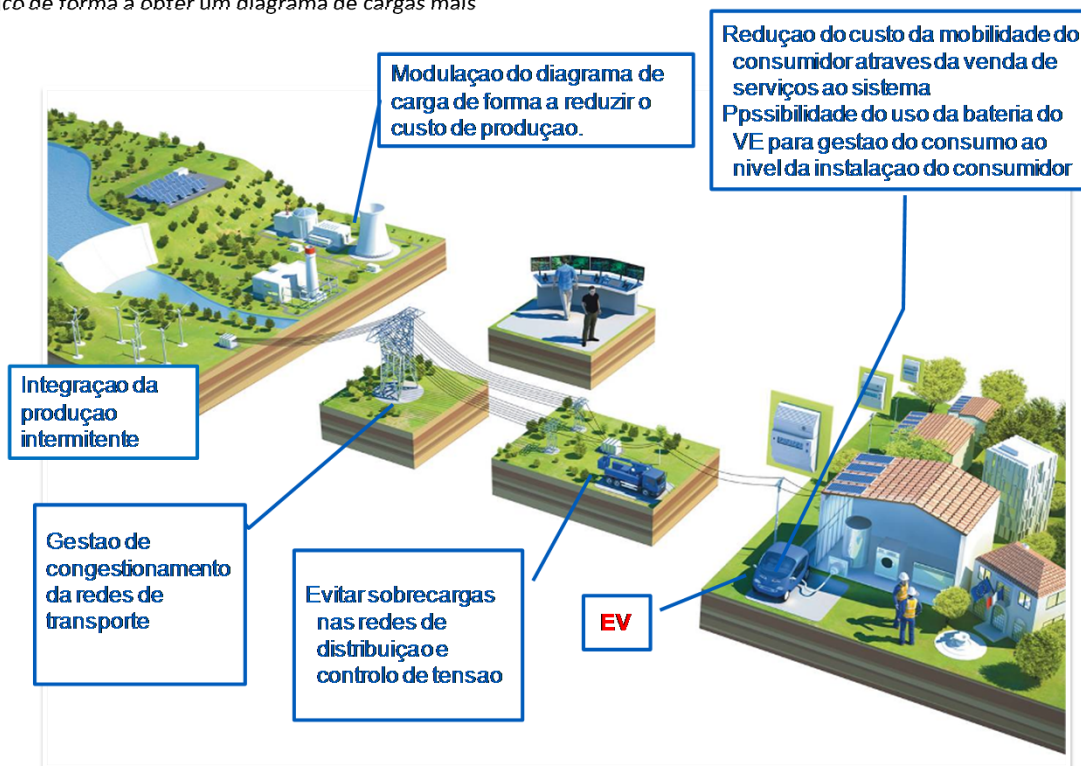 ço de forma a obter um diagrama de cargas mais
Modulaçao do diagrama de
carga de forma a reduzir o
custo de produçao.
Reduçao do custo da mobilidade do
consumidor atraves da venda de
serviços ao sistema
Ppssibilidade do uso da bateria do
VE para gestao do consumo ao
nivel da instalaçao do consumidor
Integraçao da
produçao
intermitente
Gestao de
congestionamento
da redes de
transporte
Evitar sobrecargas
nas redes de
distribuiçao e
controlo de tensao
EV